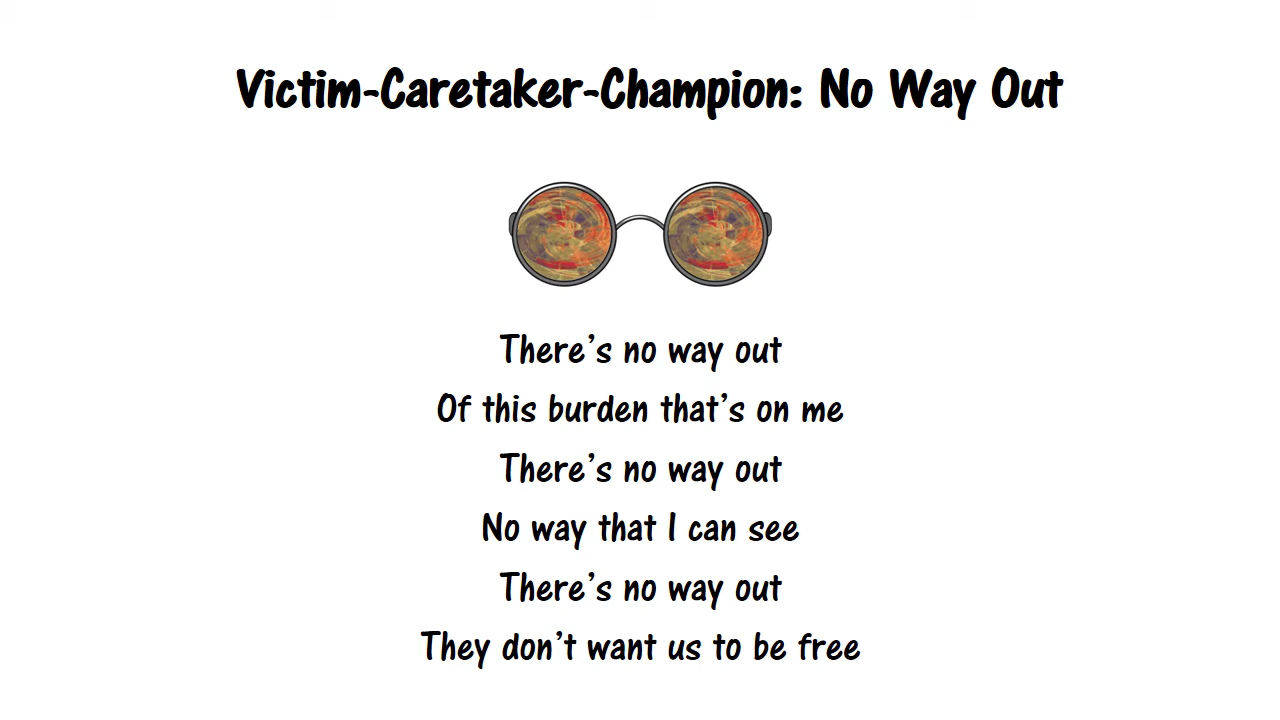 Victim-Caretaker-Champion: No Way Out
There’s no way out
Of this burden that’s on me
There’s no way out
No way that I can see
There’s no way out
They don’t want us to be free